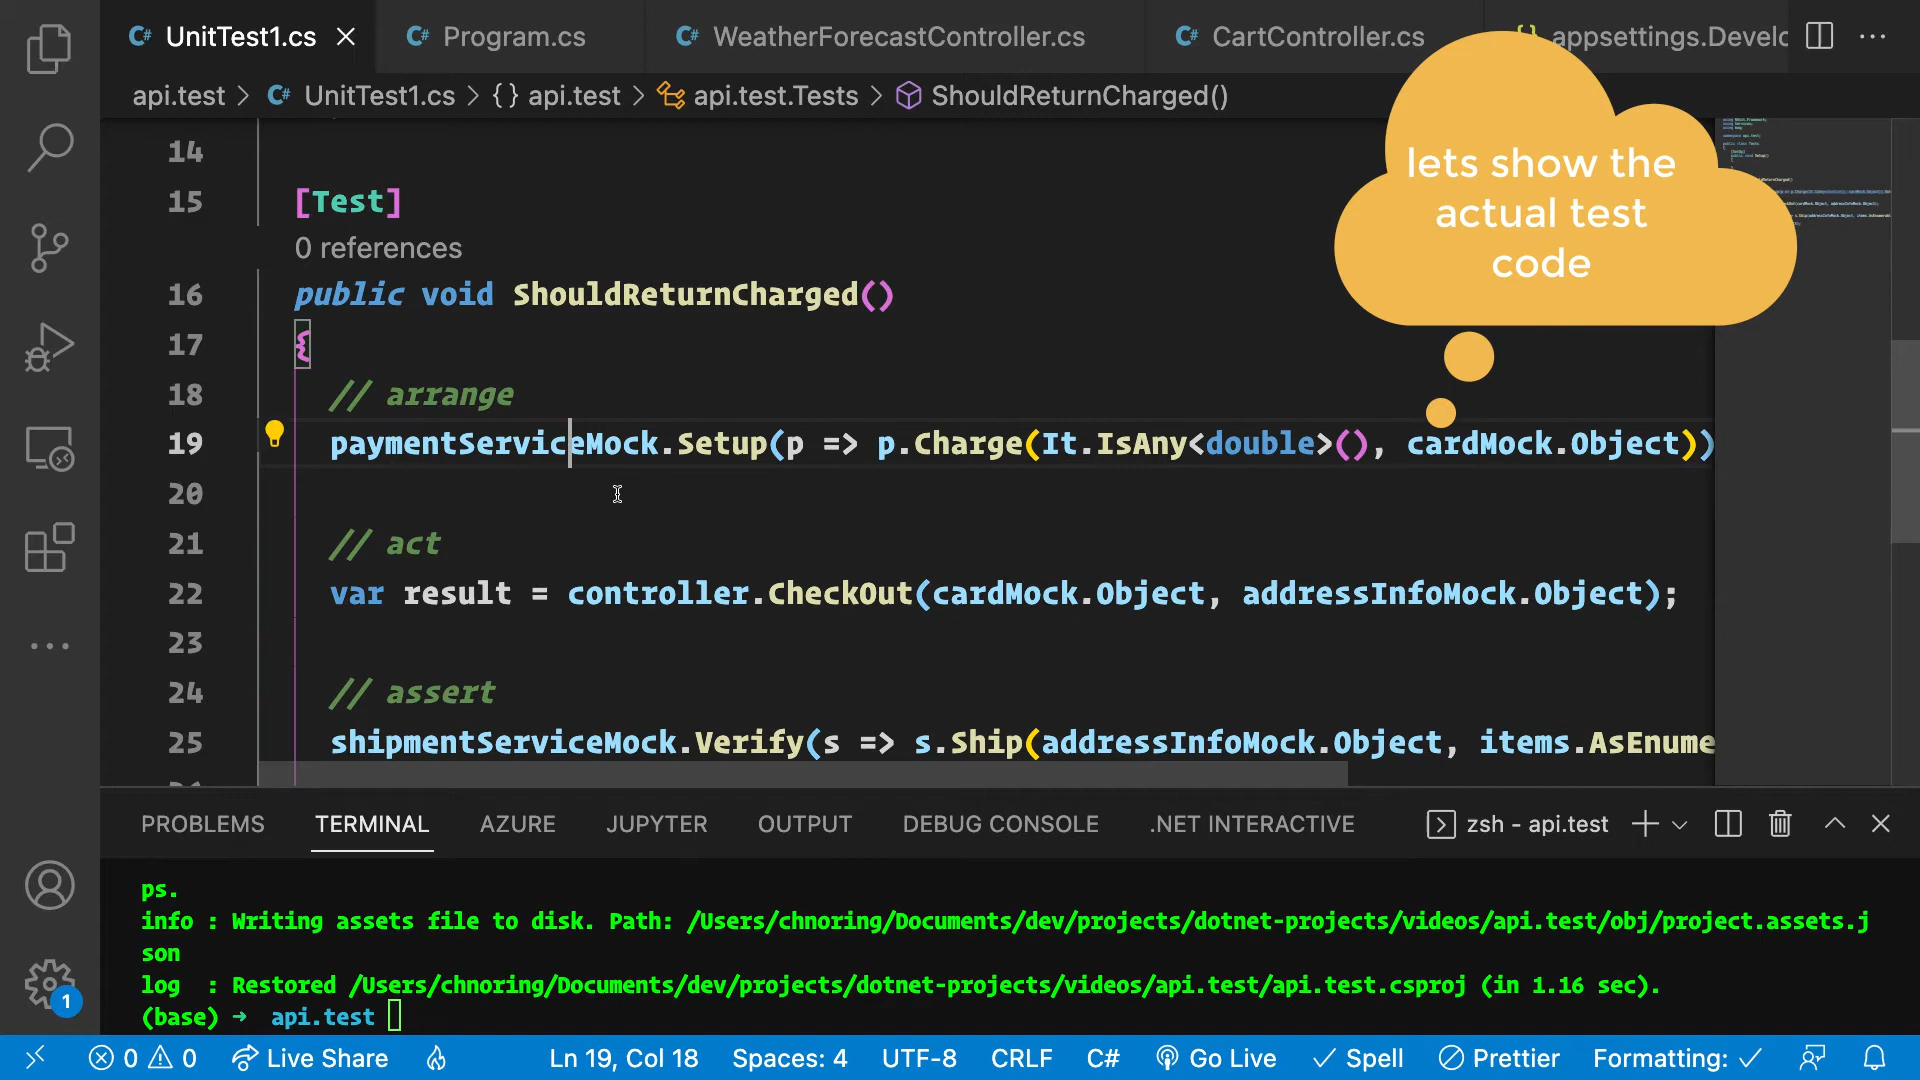 UnitTest1.cs
Program.cs
WeatherForecastController.cs
CartController.cs
appsettings.Develo
api.test > C# UnitTest1.cs > {} api.test > api.test.Tests > ShouldReturnCharged()
lets show the
actual test
code
14
15 [Test]
0 references
16 public void ShouldReturnCharged()
17 {
18 // arrange
19 paymentServiceMock.Setup(p => p.Charge(It.IsAny<double>(), cardMock.Object))
20
21 // act
22 var result = controller.CheckOut(cardMock.Object, addressInfoMock.Object);
23
24 // assert
25 shipmentServiceMock.Verify(s => s.Ship(addressInfoMock.Object, items.AsEnume
PROBLEMS TERMINAL AZURE JUPYTER OUTPUT DEBUG CONSOLE .NET INTERACTIVE zsh - api.test
ps.
info : Writing assets file to disk. Path: /Users/chnoring/Documents/dev/projects/dotnet-projects/videos/api.test/obj/project.assets.j
son
log : Restored /Users/chnoring/Documents/dev/projects/dotnet-projects/videos/api.test/api.test.csproj (in 1.16 sec).
(base) → api.test
1
0 0 Live Share Ln 19, Col 18 Spaces: 4 UTF-8 CRLF C# Go Live Spell Prettier Formatting: ✓